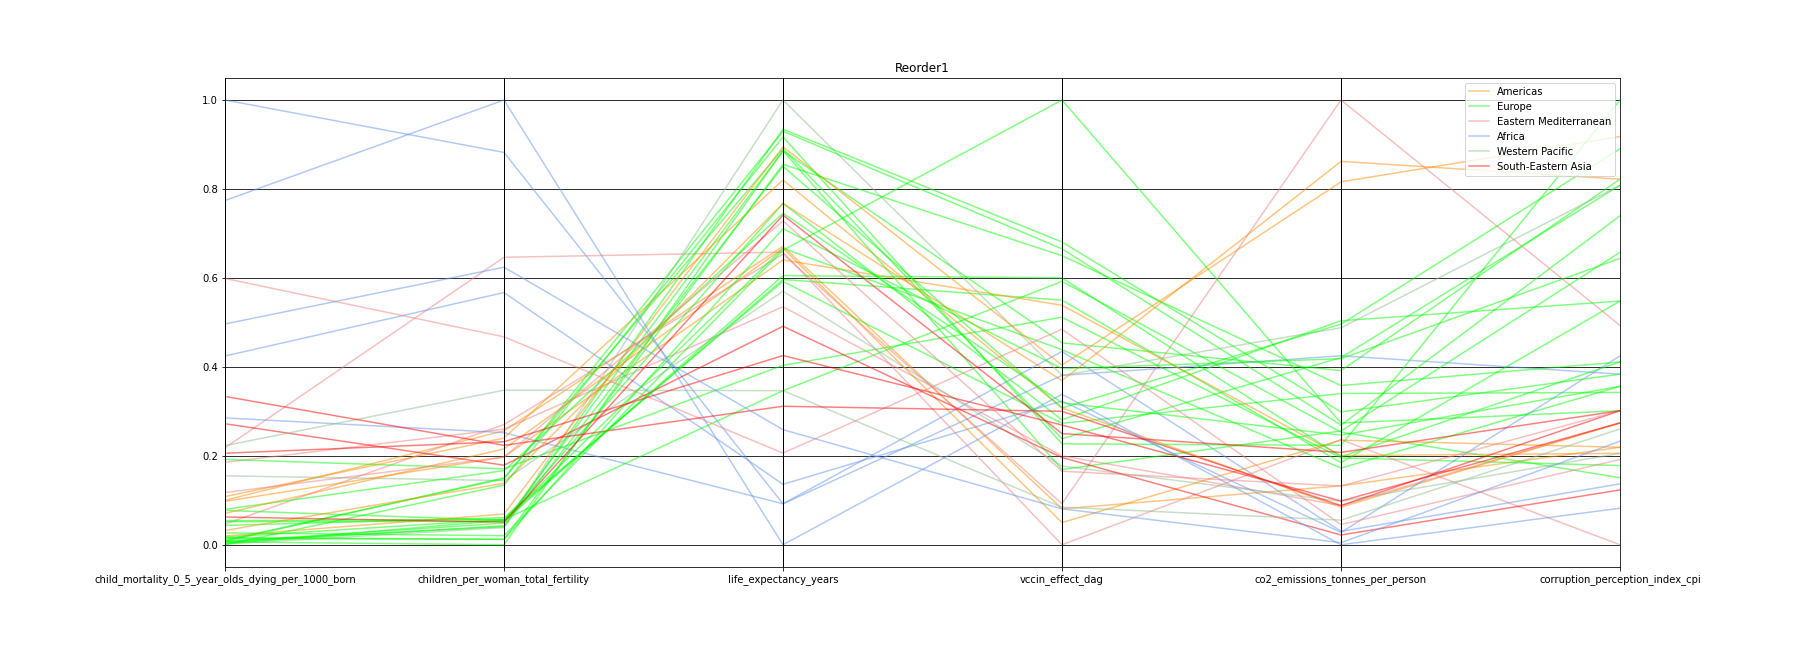 Reorder1
1.0
0.8
0.6
0.4
0.2
0.0
Americas
Europe
Eastern Mediterranean
Africa
Western Pacific
South-Eastern Asia
child_mortality_0_5_year_olds_dying_per_1000_born
children_per_woman_total_fertility
life_expectancy_years
vccin_effect_dag
co2_emissions_tonnes_per_person
corruption_perception_index_cpi